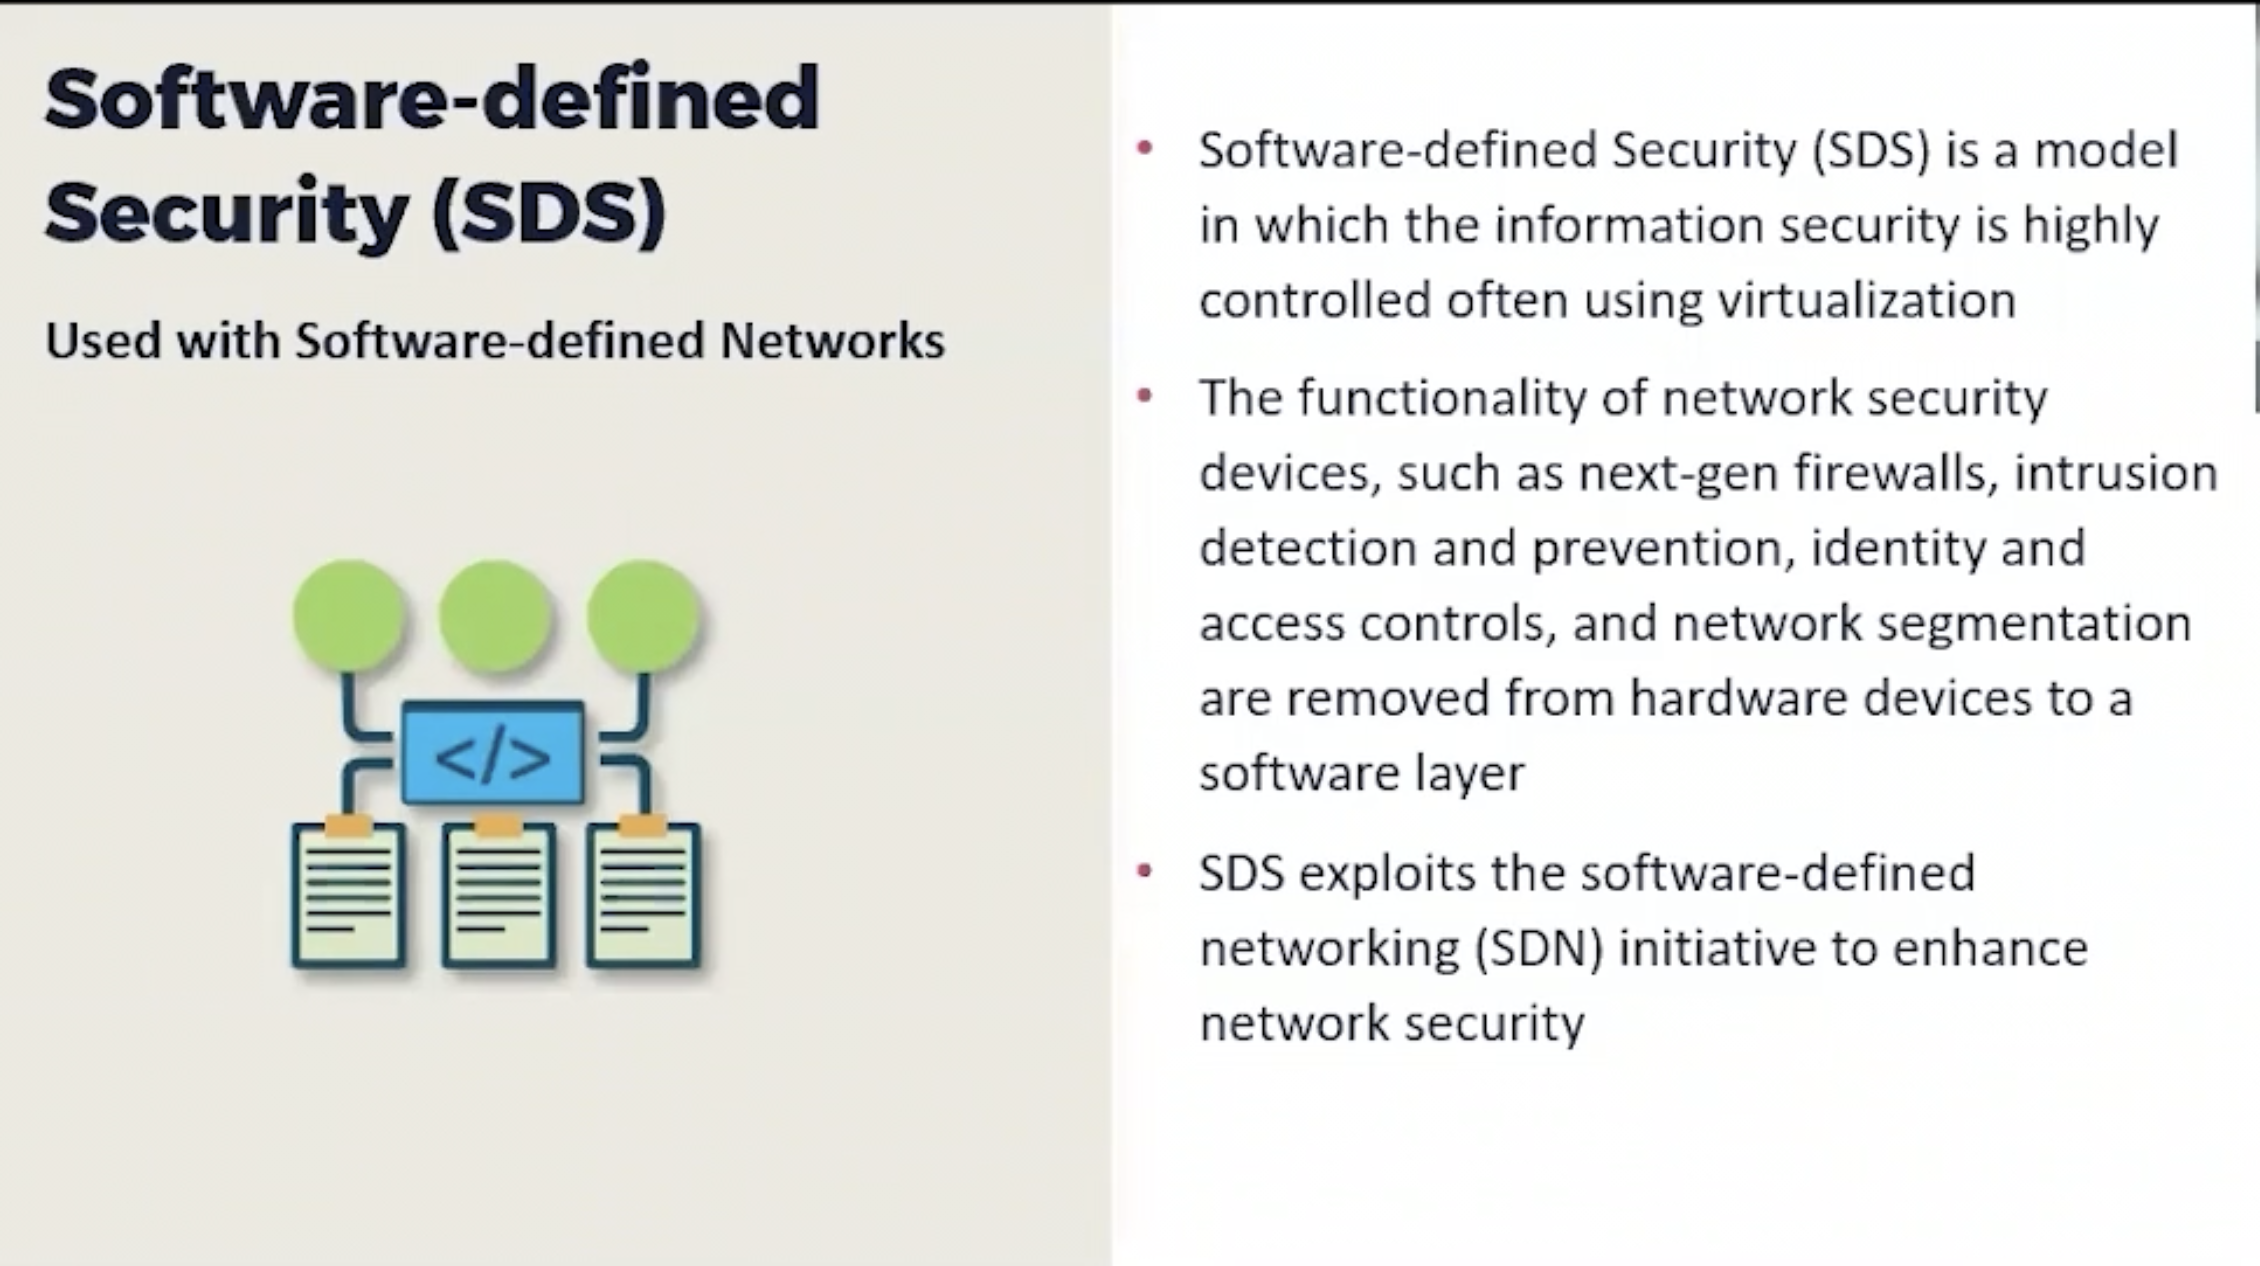 Software-defined
Security (SDS)
Used with Software-defined Networks
</>
• Software-defined Security (SDS) is a model
in which the information security is highly
controlled often using virtualization
• The functionality of network security
devices, such as next-gen firewalls, intrusion
detection and prevention, identity and
access controls, and network segmentation
are removed from hardware devices to a
software layer
• SDS exploits the software-defined
networking (SDN) initiative to enhance
network security